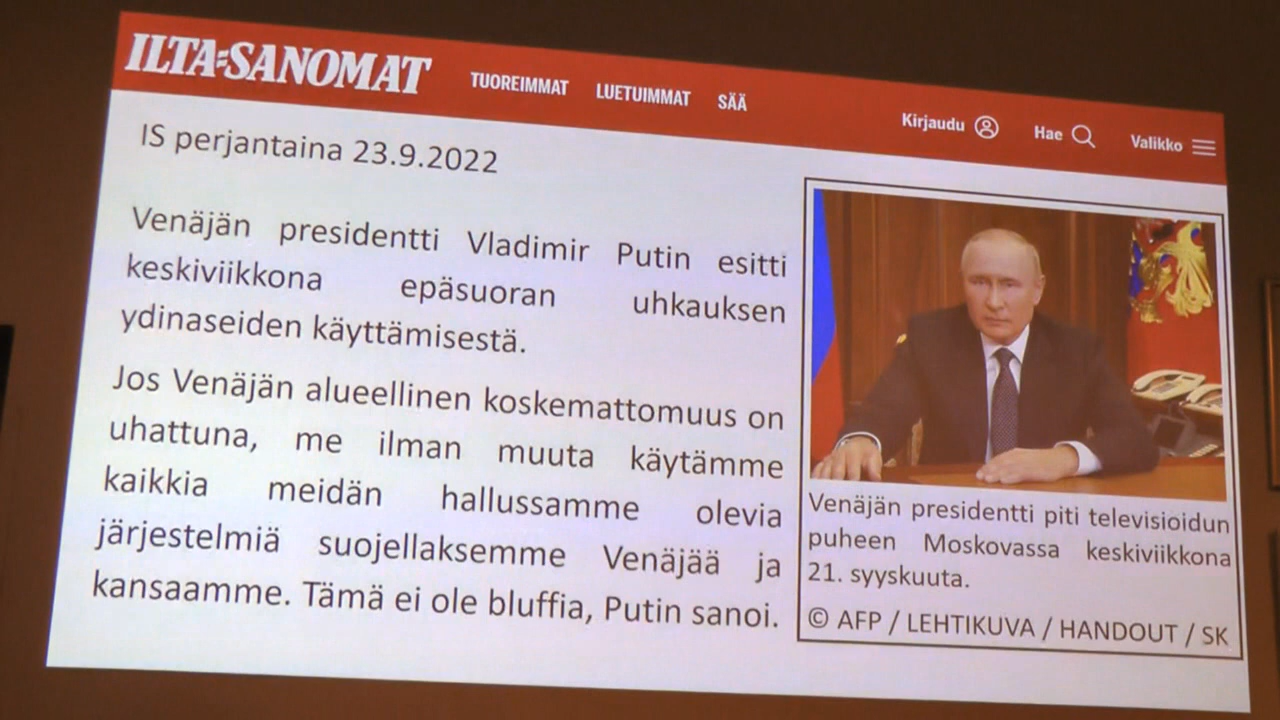 ILTA-SANOMAT TUOREIMMAT LUETUIMMAT SÄÄ Kirjaudu Hae Valikko
IS perjantaina 23.9.2022
Venäjän presidentti Vladimir Putin esitti
keskiviikkona epäsuoran uhkauksen
ydinaseiden käyttämisestä.
Jos Venäjän alueellinen koskemattomuus on
uhattuna, me ilman muuta käytämme
kaikkia meidän hallussamme olevia
järjestelmiä suojellaksemme Venäjää ja
kansaamme. Tämä ei ole bluffia, Putin sanoi.
Venäjän presidentti piti televisioidun
puheen Moskovassa keskiviikkona
21. syyskuuta.
© AFP / LEHTIKUVA / HANDOUT / SK